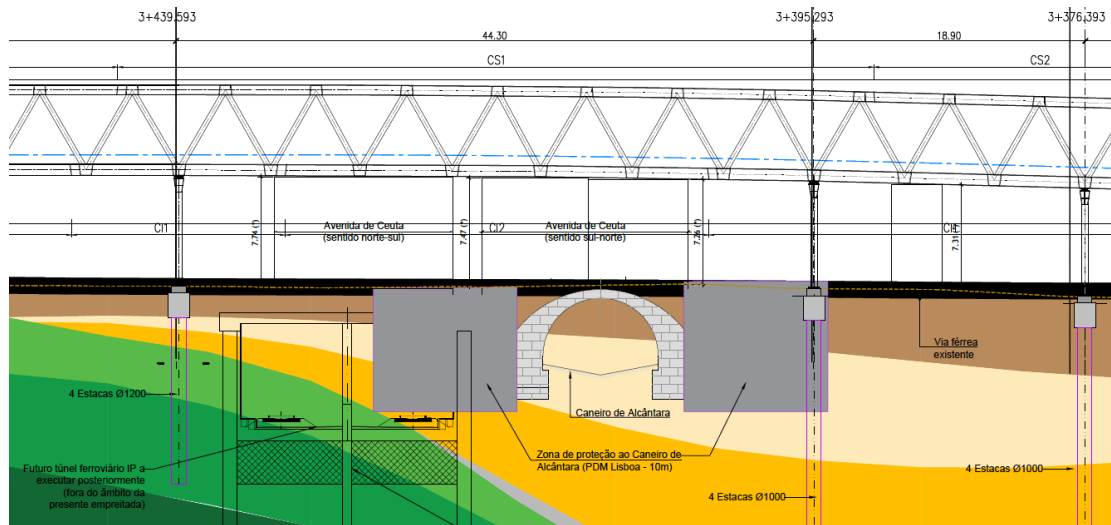 3+439.593
3+395.293
3+376.393
44.30
18.90
CS1
CS2
7.74 (*)
Avenida de Ceuta
(sentido norte-sul)
7.47 (*)
Avenida de Ceuta
(sentido sul-norte)
7.26 (*)
7.31 (*)
CI1
CI2
Via férrea
existente
4 Estacas Ø1200
Caneiro de Alcântara
Zona de proteção ao Caneiro de
Alcântara (PDM Lisboa - 10m)
Futuro túnel ferroviário IP a
executar posteriormente
(fora do âmbito da
presente empreitada)
4 Estacas Ø1000
4 Estacas Ø1000